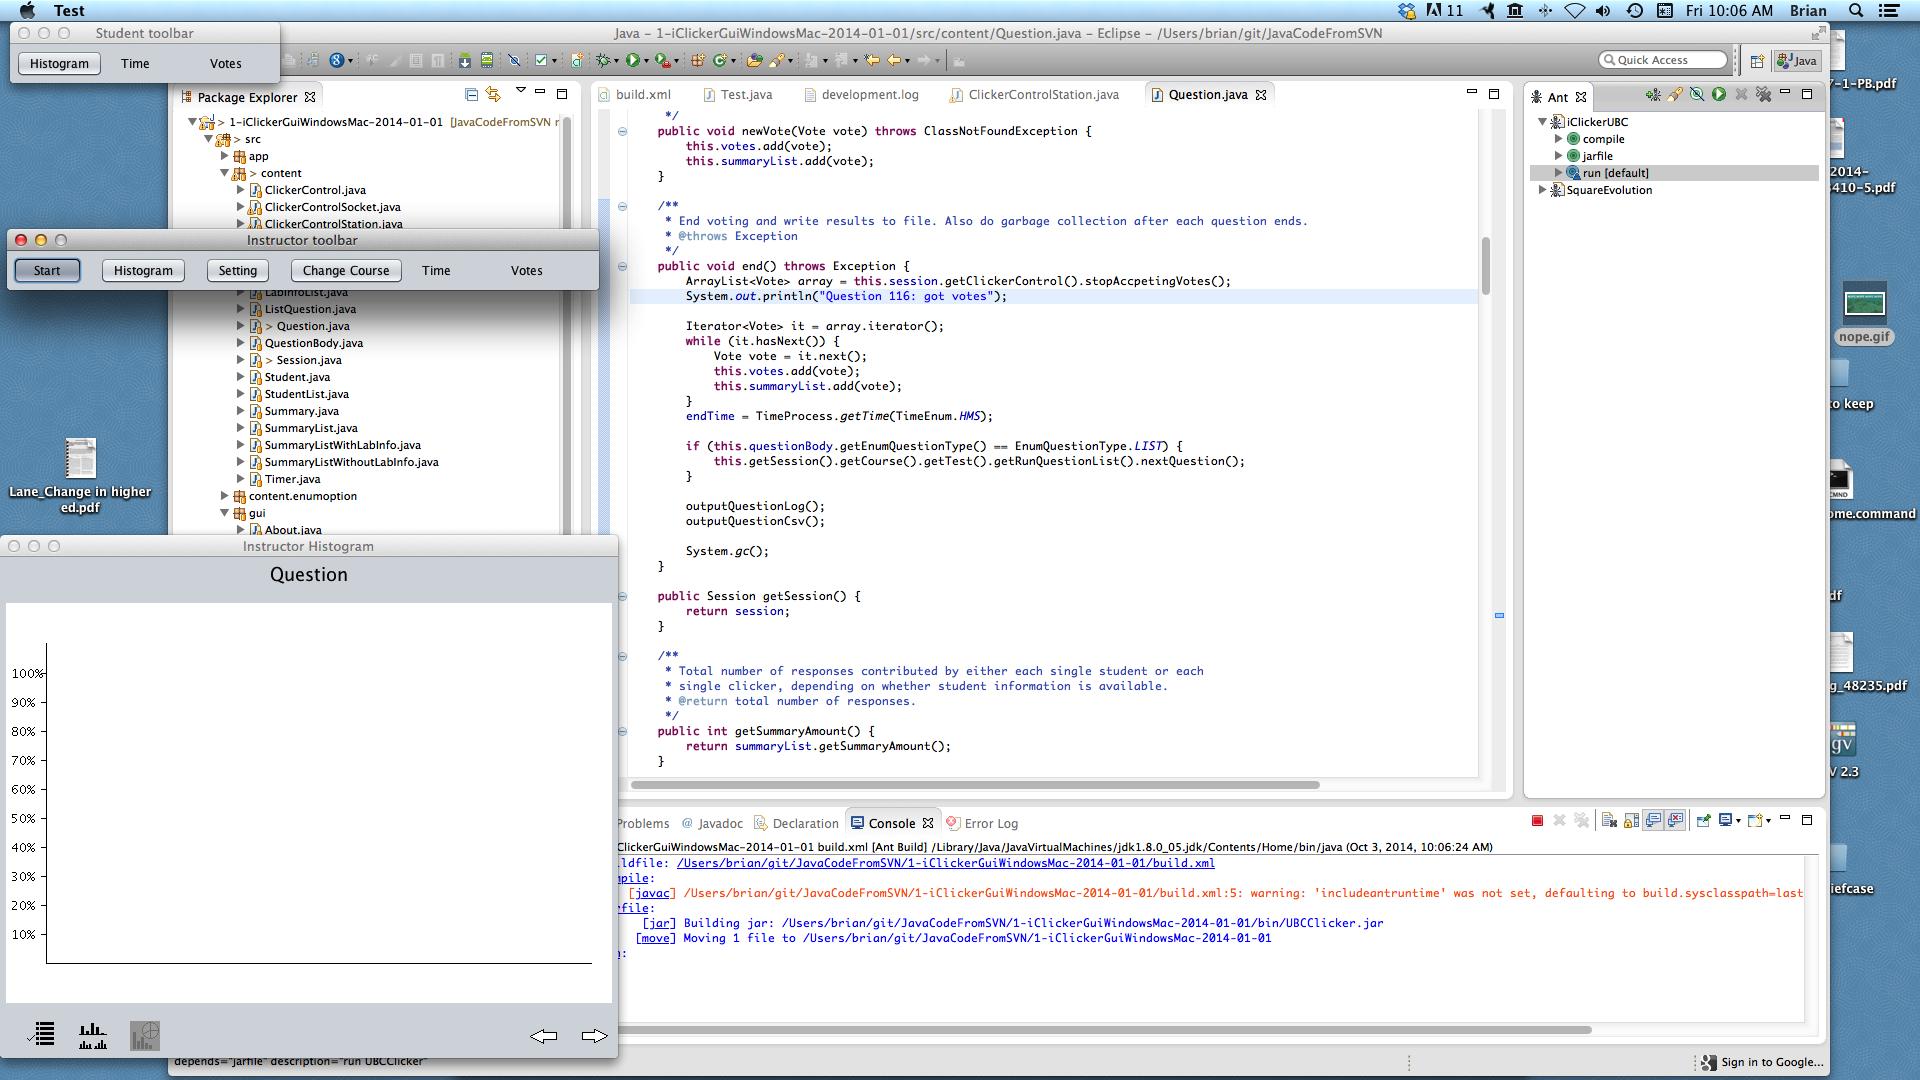 Test
11
Fri 10:06 AM
Brian
Student toolbar
Histogram
Time
Votes
Java - 1-iClickerGuiWindowsMac-2014-01-01/src/content/Question.java - Eclipse - /Users/brian/git/JavaCodeFromSVN
Quick Access
Java
Package Explorer
> 1-iClickerGuiWindowsMac-2014-01-01 [JavaCodeFromSVN r
> src
app
> content
ClickerControl.java
ClickerControlSocket.java
ClickerControlStation.java
Instructor toolbar
Start
Histogram
Setting
Change Course
Time
Votes
LabInfoList.java
ListQuestion.java
> Question.java
QuestionBody.java
> Session.java
Student.java
StudentList.java
Summary.java
SummaryList.java
SummaryListWithLabInfo.java
SummaryListWithoutLabInfo.java
Timer.java
content.enumoption
gui
About.java
Lane_Change in higher
ed.pdf
Instructor Histogram
Question
100%
90%
80%
70%
60%
50%
40%
30%
20%
10%
depends="jarfile" description="run UBCClicker"
build.xml
Test.java
development.log
ClickerControlStation.java
Question.java
*/
public void newVote(Vote vote) throws ClassNotFoundException {
this.votes.add(vote);
this.summaryList.add(vote);
}
/**
* End voting and write results to file. Also do garbage collection after each question ends.
* @throws Exception
*/
public void end() throws Exception {
ArrayList<Vote> array = this.session.getClickerControl().stopAccpetingVotes();
System.out.println("Question 116: got votes");
Iterator<Vote> it = array.iterator();
while (it.hasNext()) {
Vote vote = it.next();
this.votes.add(vote);
this.summaryList.add(vote);
}
endTime = TimeProcess.getTime(TimeEnum.HMS);
if (this.questionBody.getEnumQuestionType() == EnumQuestionType.LIST) {
this.getSession().getCourse().getTest().getRunQuestionList().nextQuestion();
}
outputQuestionLog();
outputQuestionCsv();
System.gc();
}
public Session getSession() {
return session;
}
/**
* Total number of responses contributed by either each single student or each
* single clicker, depending on whether student information is available.
* @return total number of responses.
*/
public int getSummaryAmount() {
return summaryList.getSummaryAmount();
}
Ant
iClickerUBC
compile
jarfile
run [default]
SquareEvolution
Problems
@ Javadoc
Declaration
Console
Error Log
ClickerGuiWindowsMac-2014-01-01 build.xml [Ant Build] /Library/Java/JavaVirtualMachines/jdk1.8.0_05.jdk/Contents/Home/bin/java (Oct 3, 2014, 10:06:24 AM)
ildfile: /Users/brian/git/JavaCodeFromSVN/1-iClickerGuiWindowsMac-2014-01-01/build.xml
mpile:
[javac] /Users/brian/git/JavaCodeFromSVN/1-iClickerGuiWindowsMac-2014-01-01/build.xml:5: warning: 'includeantruntime' was not set, defaulting to build.sysclasspath=last
rfile:
[jar] Building jar: /Users/brian/git/JavaCodeFromSVN/1-iClickerGuiWindowsMac-2014-01-01/bin/UBCClicker.jar
[move] Moving 1 file to /Users/brian/git/JavaCodeFromSVN/1-iClickerGuiWindowsMac-2014-01-01
n:
Sign in to Google...
7-1-PB.pdf
2014-
3410-5.pdf
nope.gif
to keep
CMND
ome.command
df
g_48235.pdf
gv
V 2.3
iefcase